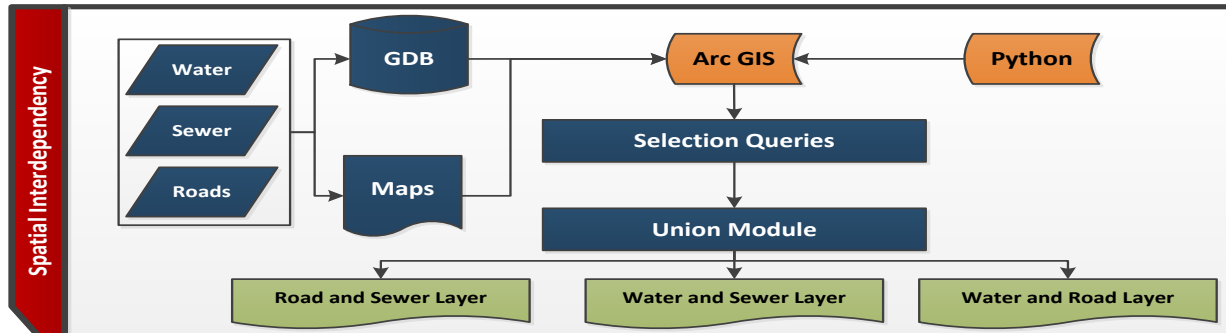 Spatial Interdependency
Water
Sewer
Roads
GDB
Maps
Arc GIS
Python
Selection Queries
Union Module
Road and Sewer Layer
Water and Sewer Layer
Water and Road Layer